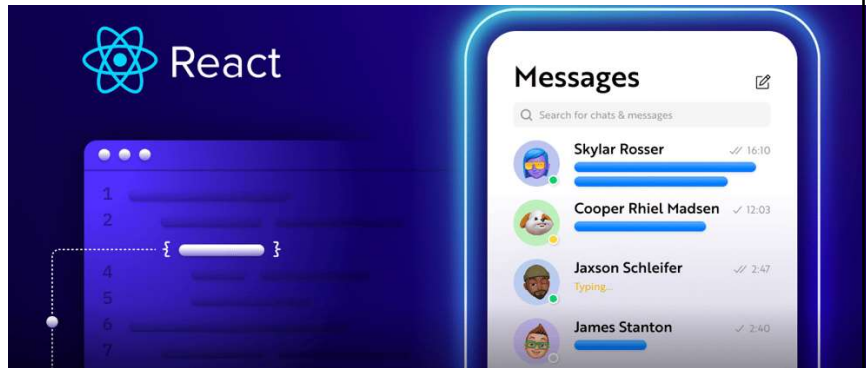 React
1
2
{ }
4
5
6
7
Messages
Search for chats & messages
Skylar Rosser 16:10
Cooper Rhiel Madsen 12:03
Jaxson Schleifer 2:47
Typing...
James Stanton 2:40